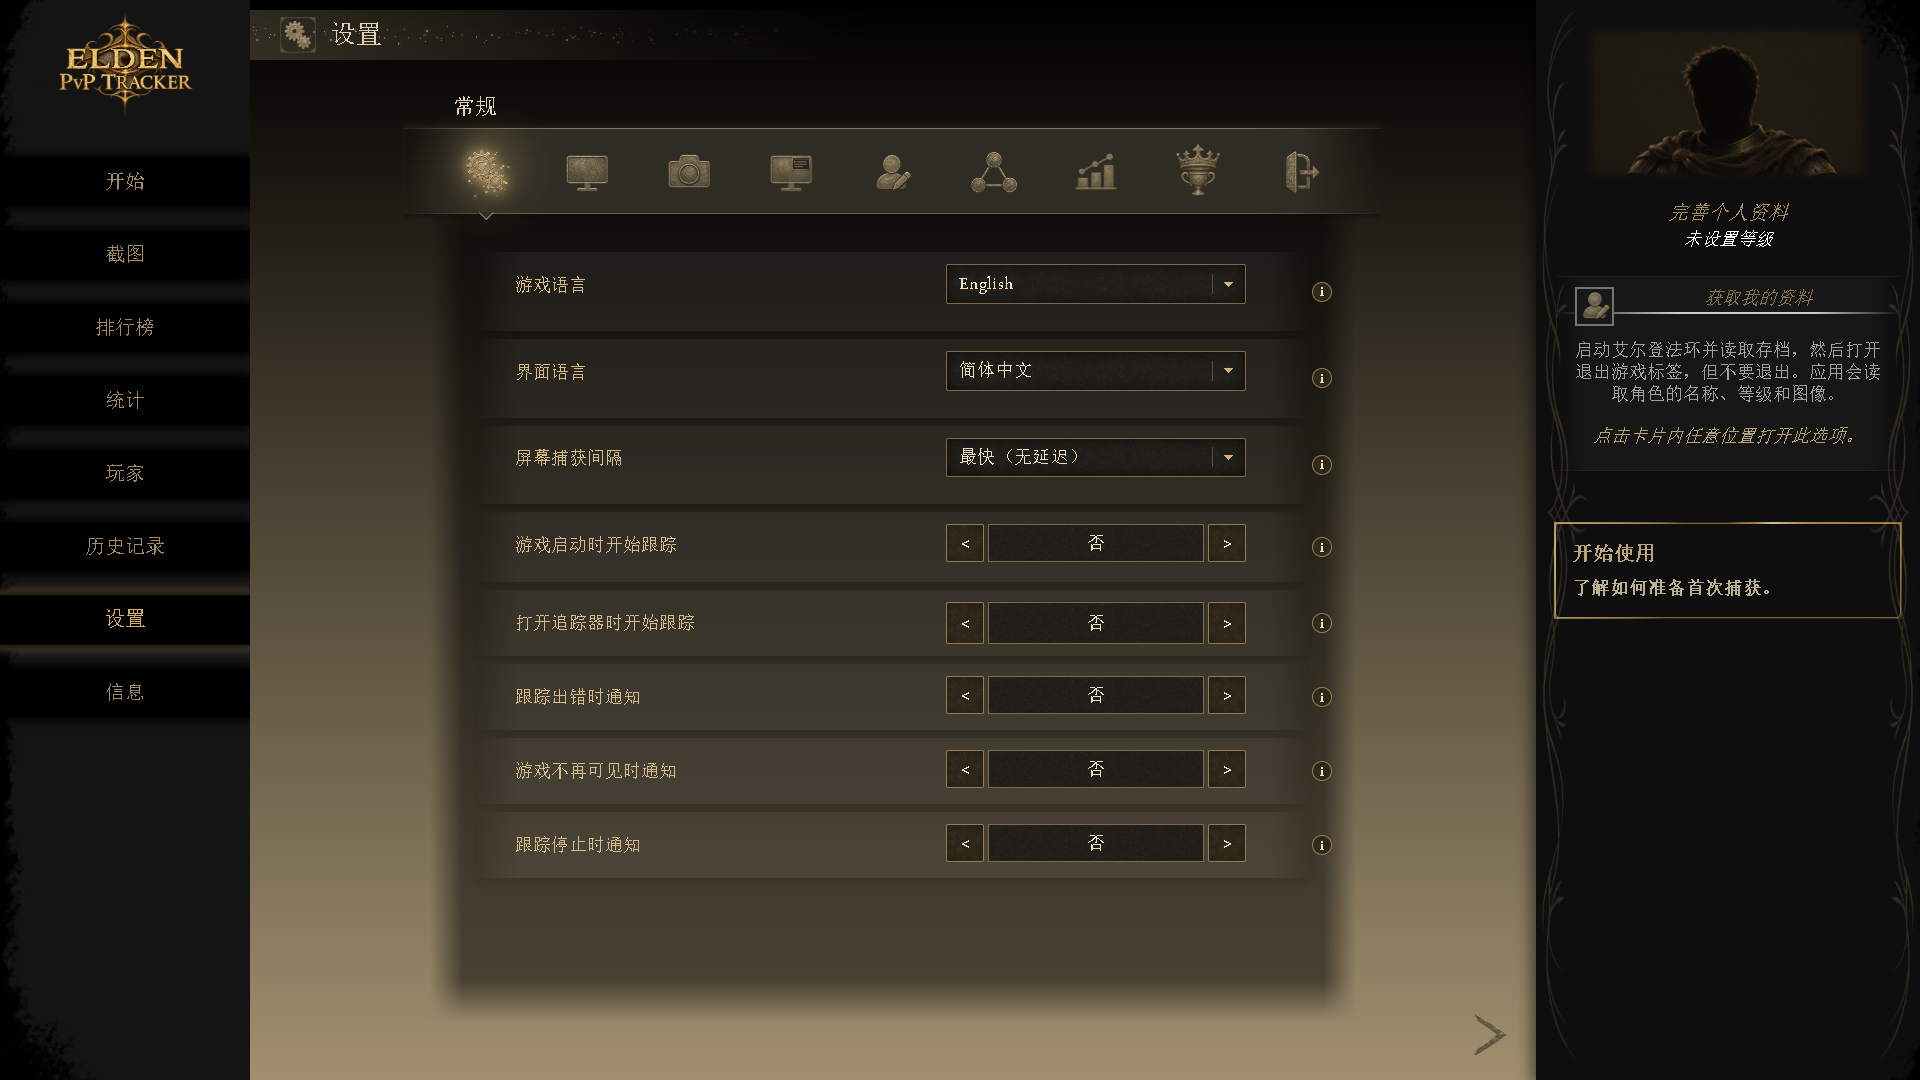 ELDEN
PvP TRACKER
开始
截图
排行榜
统计
玩家
历史记录
设置
信息
设置
常规
游戏语言
English
界面语言
简体中文
屏幕捕获间隔
最快（无延迟）
游戏启动时开始跟踪
< 否 >
打开追踪器时开始跟踪
< 否 >
跟踪出错时通知
< 否 >
游戏不再可见时通知
< 否 >
跟踪停止时通知
< 否 >
完善个人资料
未设置等级
获取我的资料
启动艾尔登法环并读取存档，然后打开
退出游戏标签，但不要退出。应用会读
取角色的名称、等级和图像。
点击卡片内任意位置打开此选项。
开始使用
了解如何准备首次捕获。